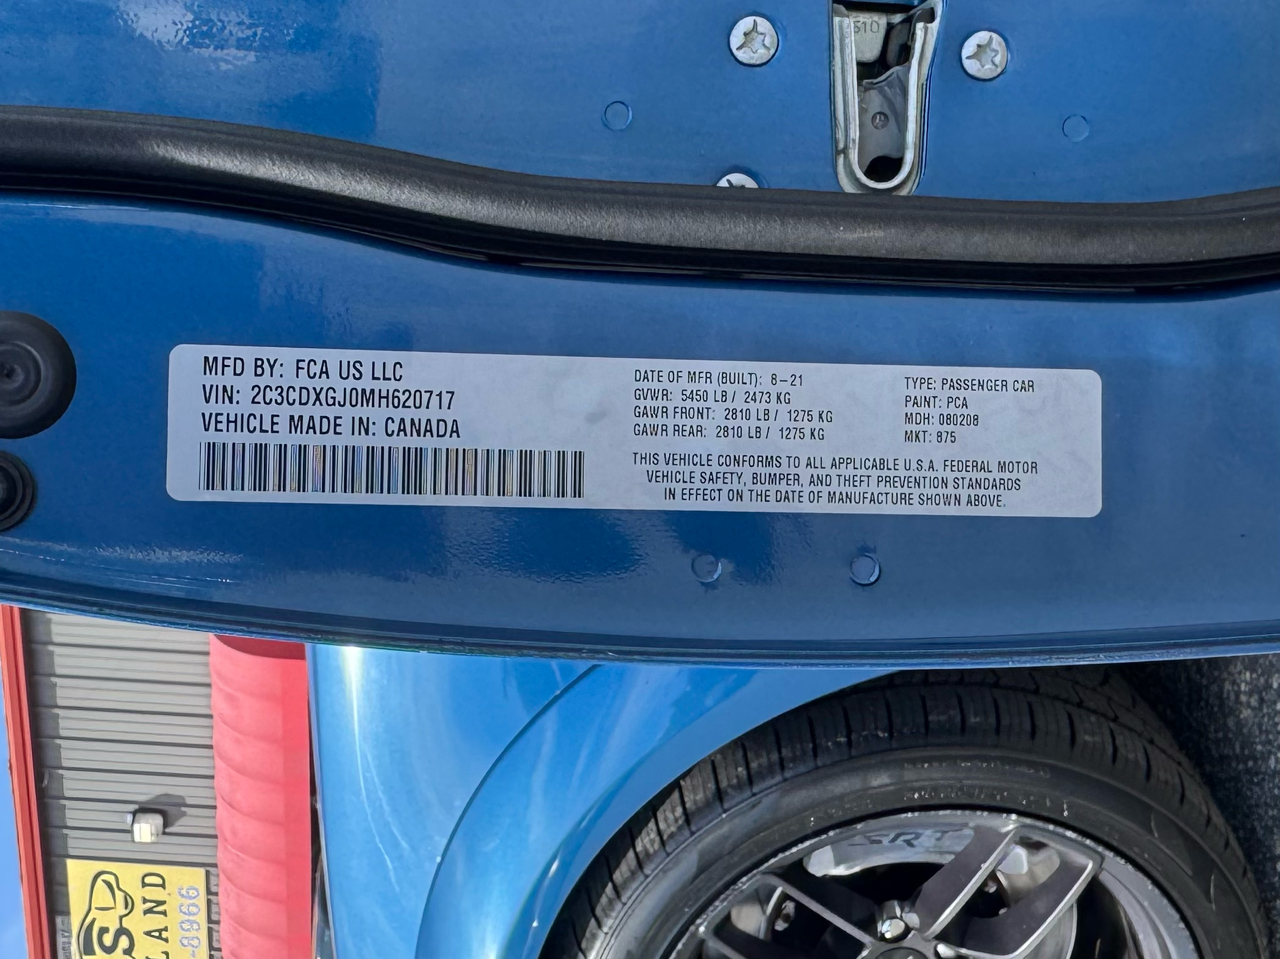 510
MFD BY: FCA US LLC
VIN: 2C3CDXGJ0MH620717
VEHICLE MADE IN: CANADA
DATE OF MFR (BUILT): 8-21
GVWR: 5450 LB / 2473 KG
GAWR FRONT: 2810 LB / 1275 KG
GAWR REAR: 2810 LB / 1275 KG
TYPE: PASSENGER CAR
PAINT: PCA
MDH: 080208
MKT: 875
THIS VEHICLE CONFORMS TO ALL APPLICABLE U.S.A. FEDERAL MOTOR
VEHICLE SAFETY, BUMPER, AND THEFT PREVENTION STANDARDS
IN EFFECT ON THE DATE OF MANUFACTURE SHOWN ABOVE.
SRT
LAND